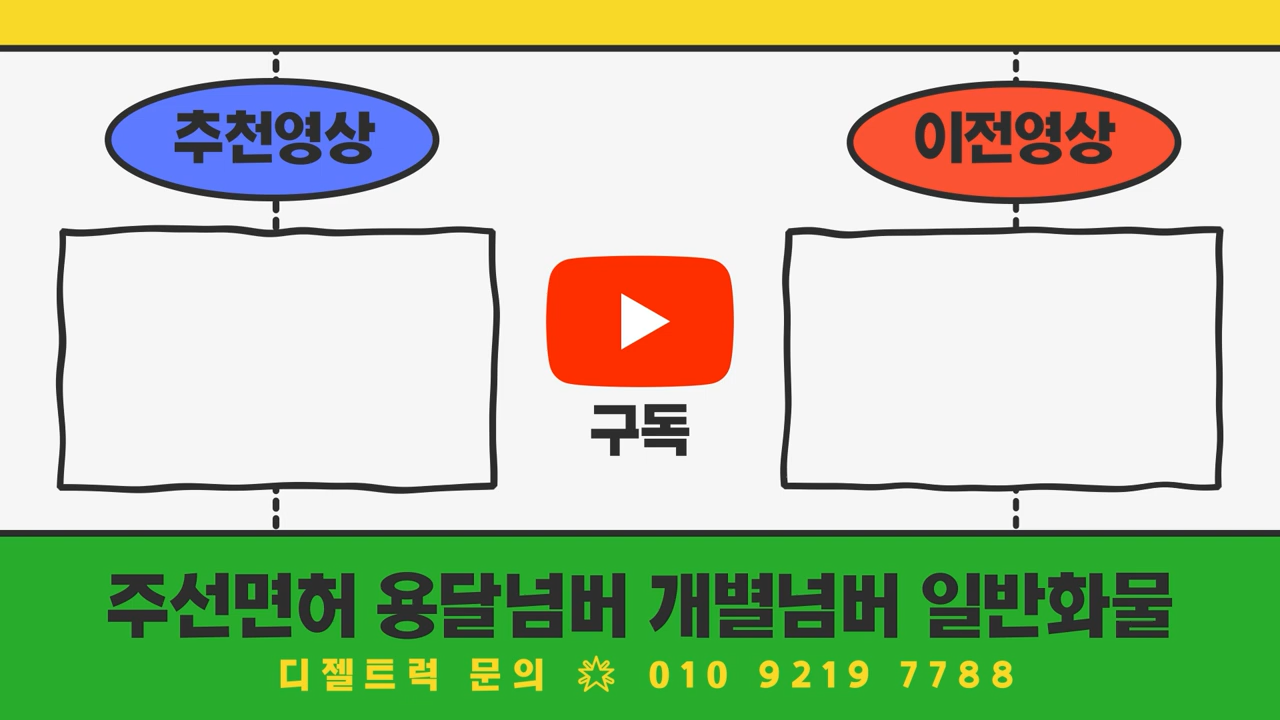 추천영상
이전영상
구독
주선면허 용달넘버 개별넘버 일반화물
디젤트럭 문의 010 9219 7788